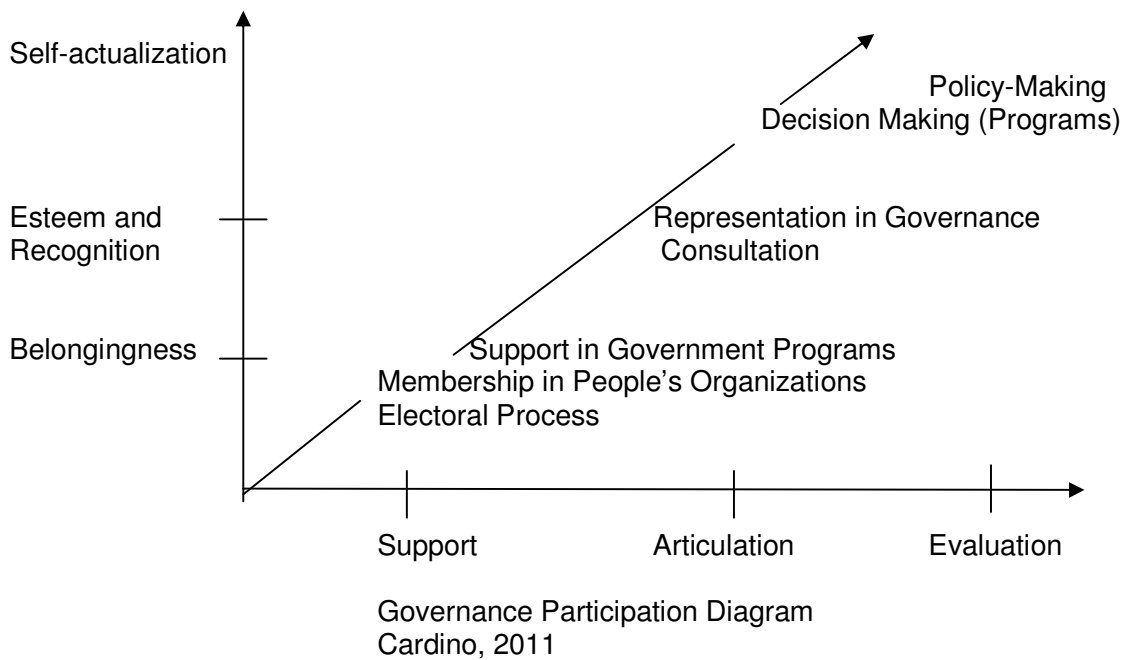 Self-actualization
Policy-Making
Decision Making (Programs)
Esteem and
Recognition
Representation in Governance
Consultation
Belongingness
Support in Government Programs
Membership in People’s Organizations
Electoral Process
Support
Articulation
Evaluation
Governance Participation Diagram
Cardino, 2011